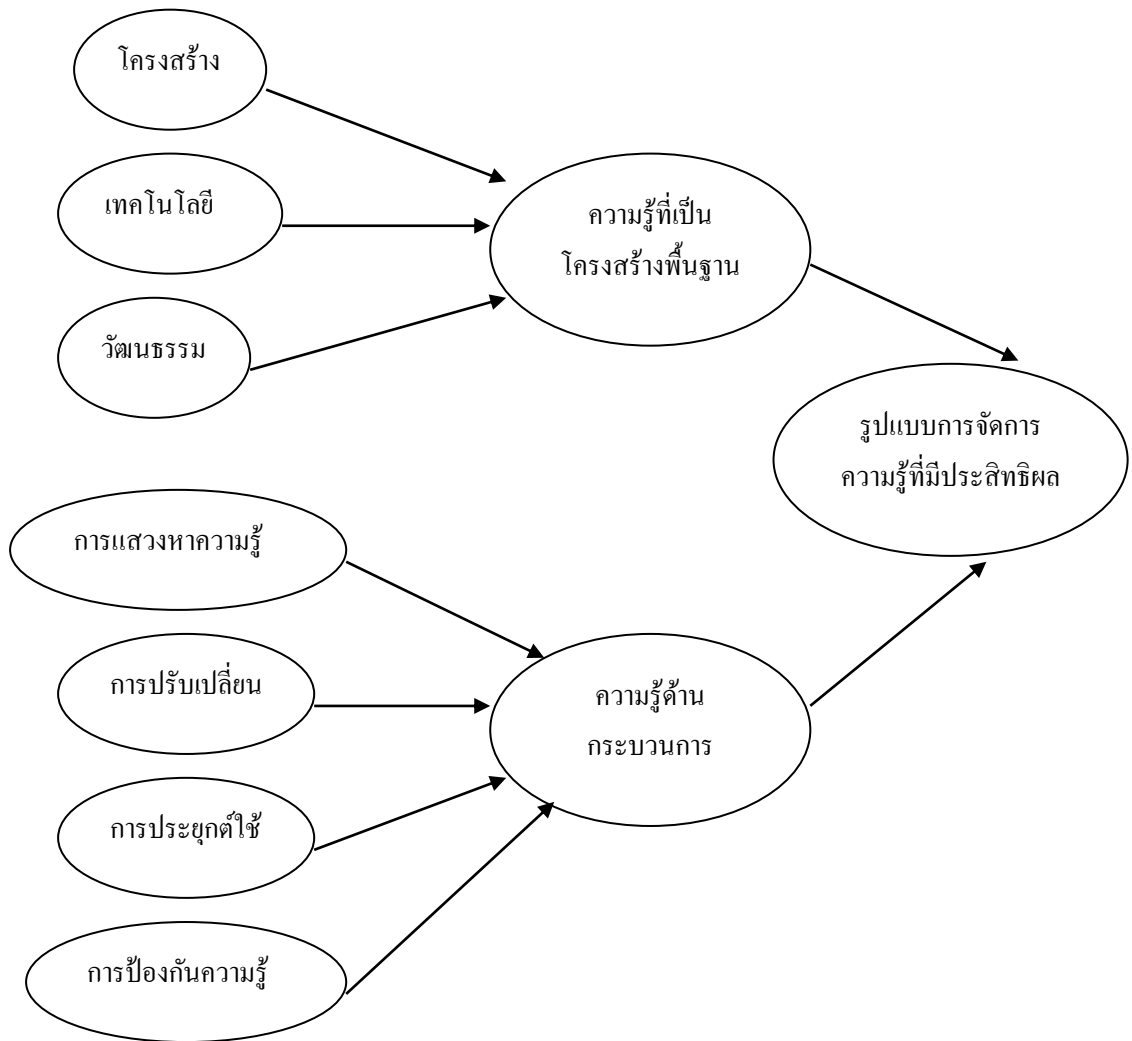 โครงสร้าง
เทคโนโลยี
วัฒนธรรม
ความรู้ที่เป็น
โครงสร้างพื้นฐาน
รูปแบบการจัดการ
ความรู้ที่มีประสิทธิผล
การแสวงหาความรู้
การปรับเปลี่ยน
การประยุกต์ใช้
การป้องกันความรู้
ความรู้ด้าน
กระบวนการ